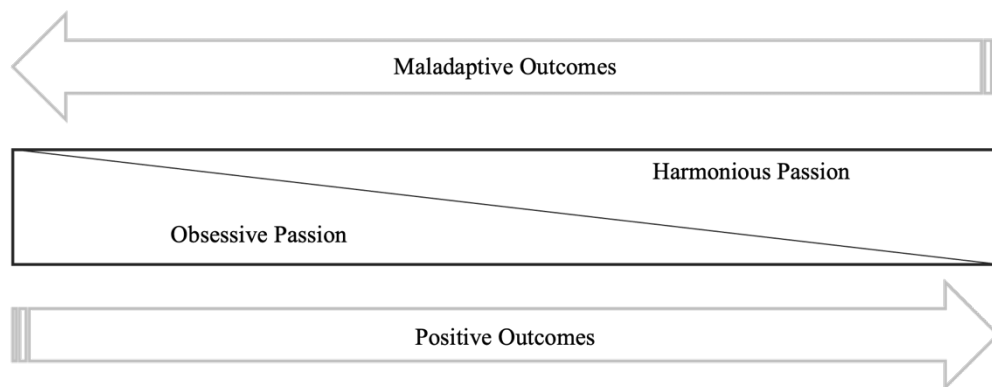 Maladaptive Outcomes
Harmonious Passion
Obsessive Passion
Positive Outcomes